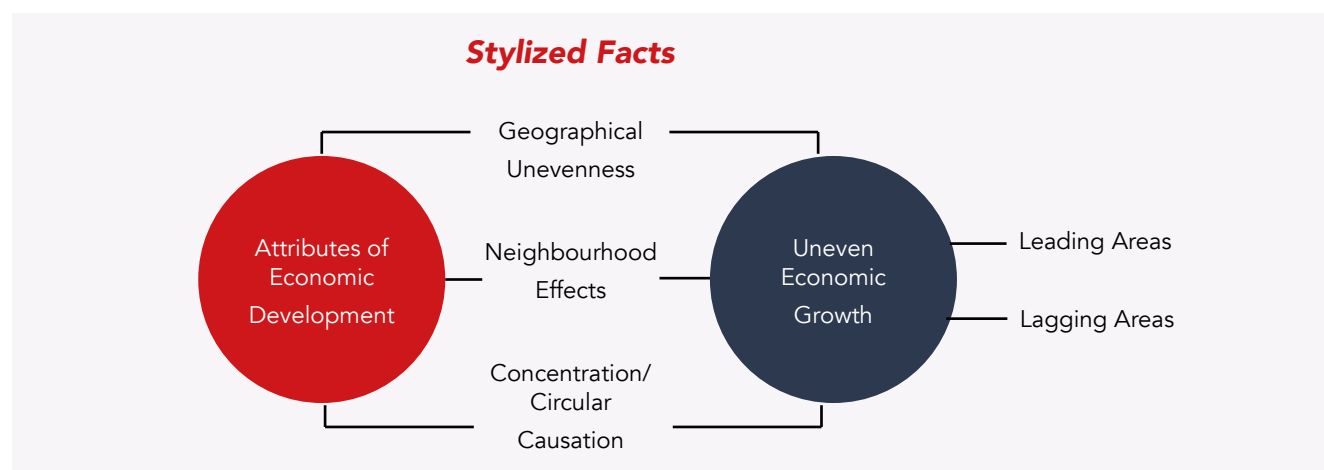 Stylized Facts
Geographical
Unevenness
Attributes of
Economic
Development
Neighbourhood
Effects
Uneven
Economic
Growth
Leading Areas
Lagging Areas
Concentration/
Circular
Causation